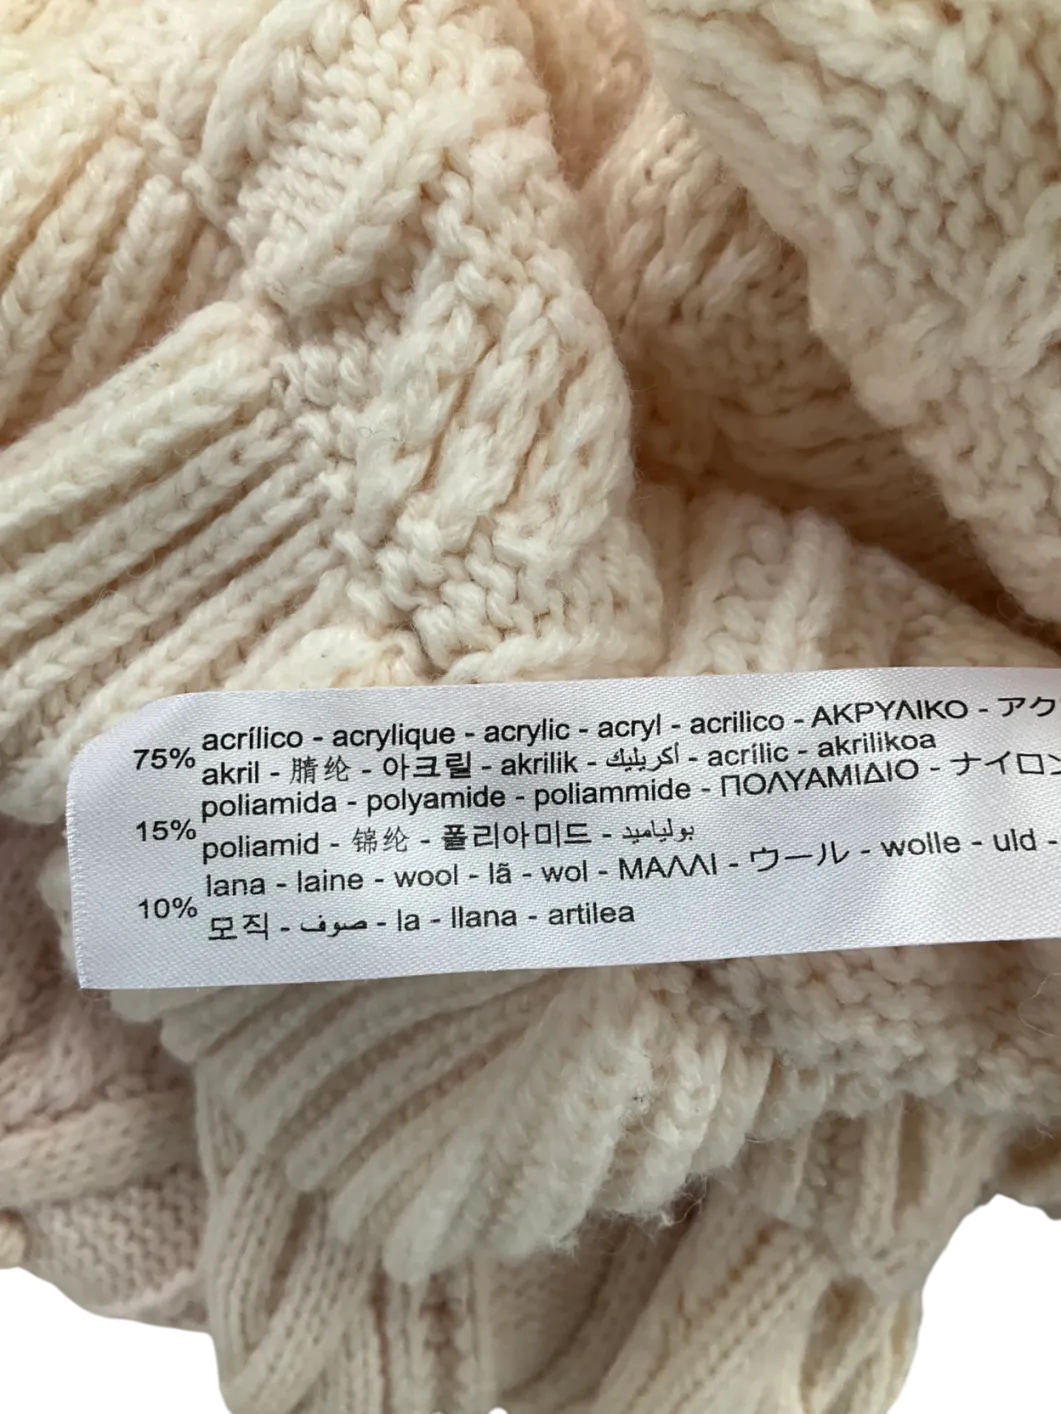 75% acrílico - acrylique - acrylic - acryl - acrilico - ΑΚΡΥΛΙΚΟ - アク
akril - 腈纶 - 아크릴 - akrilik - أكريليك - acrílic - akrilikoa
15% poliamida - polyamide - poliammide - ΠΟΛΥΑΜΙΔΙΟ - ナイロン
poliamid - 锦纶 - 폴리아미드 - بولياميد
10% lana - laine - wool - lã - wol - ΜΑΛΛΙ - ウール - wolle - uld -
모직 - صوف - la - llana - artilea